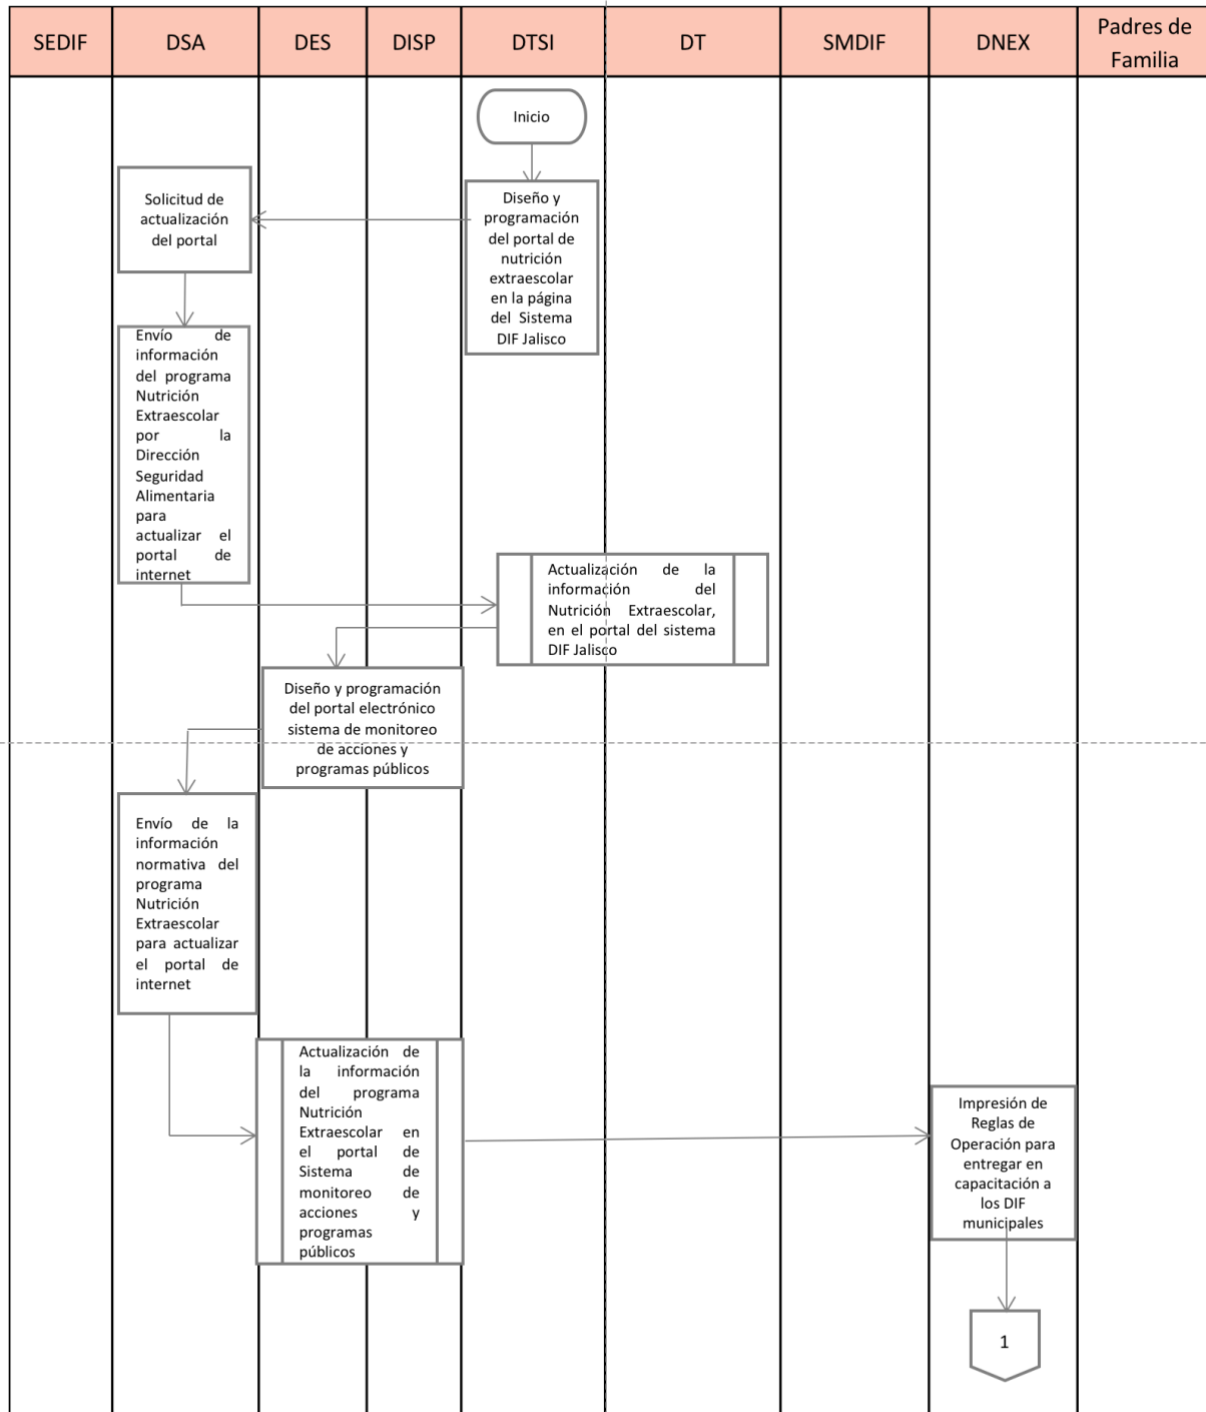 SEDIF
DSA
DES
DISP
DTSI
DT
SMDIF
DNEX
Padres de
Familia
Inicio
Diseño y
programación
del portal de
nutrición
extraescolar
en la página
del Sistema
DIF Jalisco
Solicitud de
actualización
del portal
Envío de
información
del programa
Nutrición
Extraescolar
por la
Dirección
Seguridad
Alimentaria
para
actualizar el
portal de
internet
Actualización de la
información del
Nutrición Extraescolar,
en el portal del sistema
DIF Jalisco
Diseño y programación
del portal electrónico
sistema de monitoreo
de acciones y
programas públicos
Envío de la
información
normativa del
programa
Nutrición
Extraescolar
para actualizar
el portal de
internet
Actualización de
la información
del programa
Nutrición
Extraescolar en
el portal de
Sistema de
monitoreo de
acciones y
programas
públicos
Impresión de
Reglas de
Operación para
entregar en
capacitación a
los DIF
municipales
1